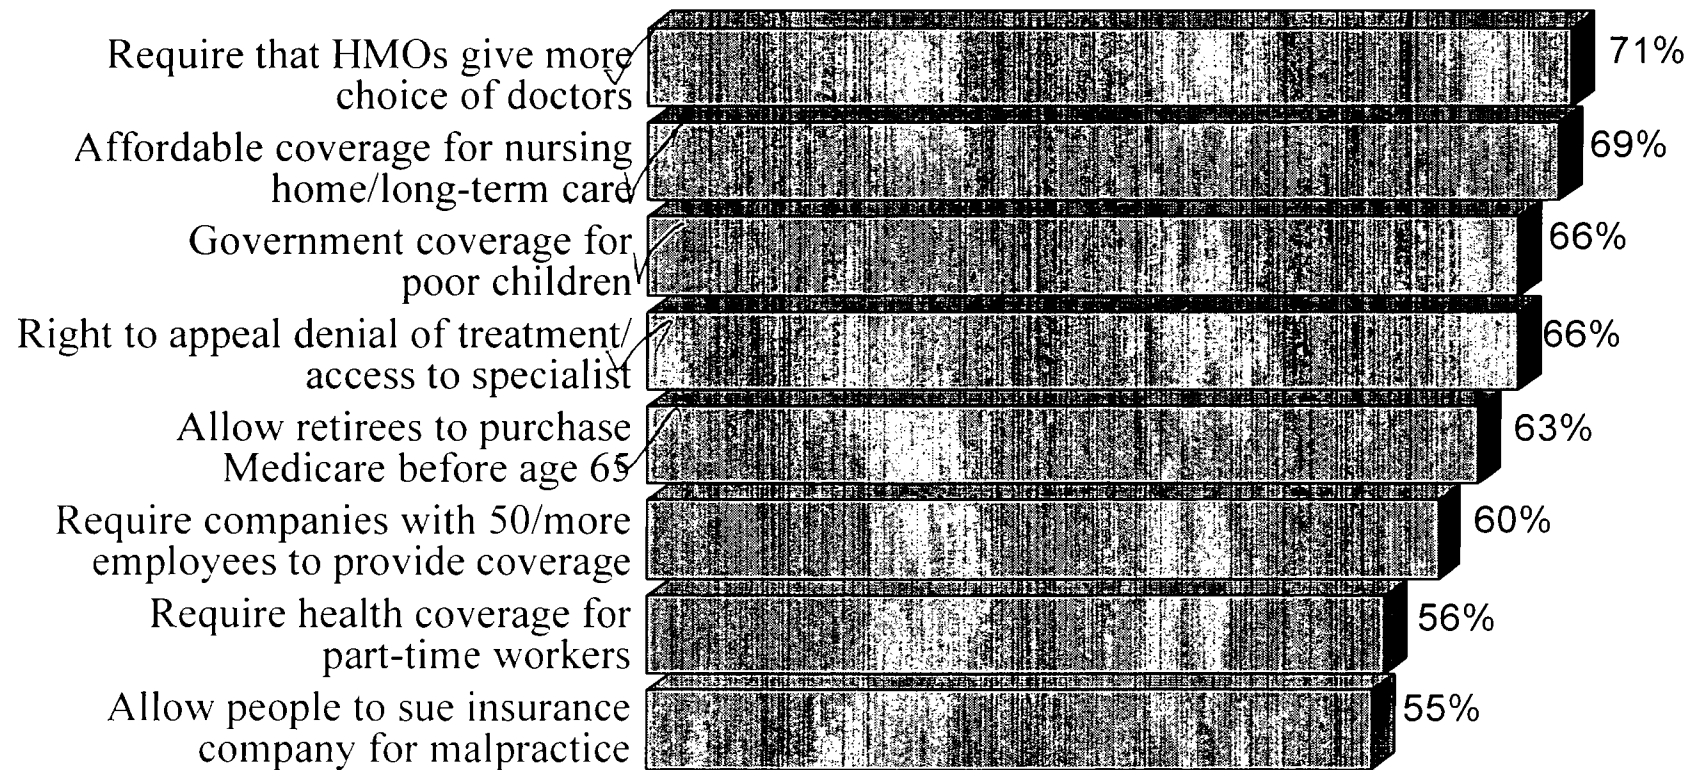 Require that HMOs give more
choice of doctors
71%
Affordable coverage for nursing
home/long-term care
69%
Government coverage for
poor children
66%
Right to appeal denial of treatment/
access to specialist
66%
Allow retirees to purchase
Medicare before age 65
63%
Require companies with 50/more
employees to provide coverage
60%
Require health coverage for
part-time workers
56%
Allow people to sue insurance
company for malpractice
55%